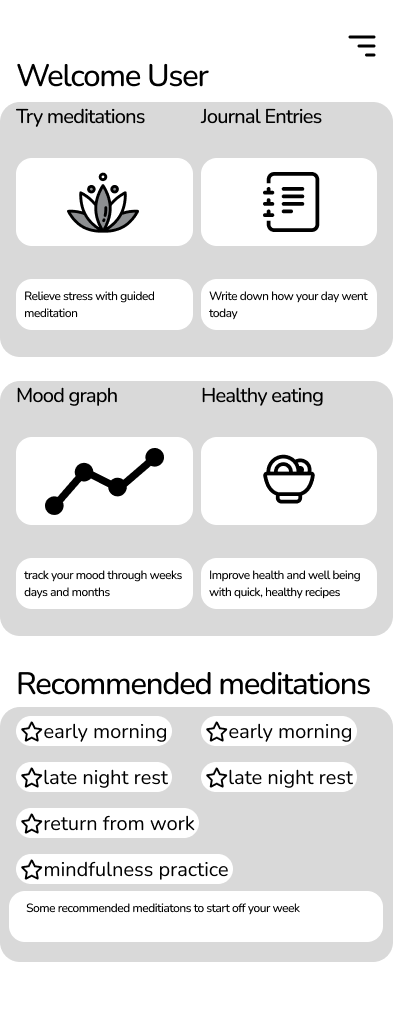 Welcome User
Try meditations
Journal Entries
Relieve stress with guided
meditation
Write down how your day went
today
Mood graph
Healthy eating
track your mood through weeks
days and months
Improve health and well being
with quick, healthy recipes
Recommended meditations
early morning
early morning
late night rest
late night rest
return from work
mindfulness practice
Some recommended meditiatons to start off your week